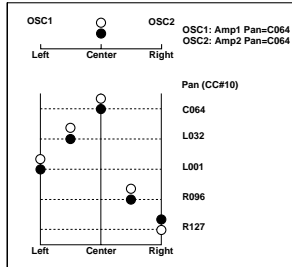 OSC1 OSC2
OSC1: Amp1 Pan=C064
OSC2: Amp2 Pan=C064
Left Center Right
Pan (CC#10)
C064
L032
L001
R096
R127
Left Center Right